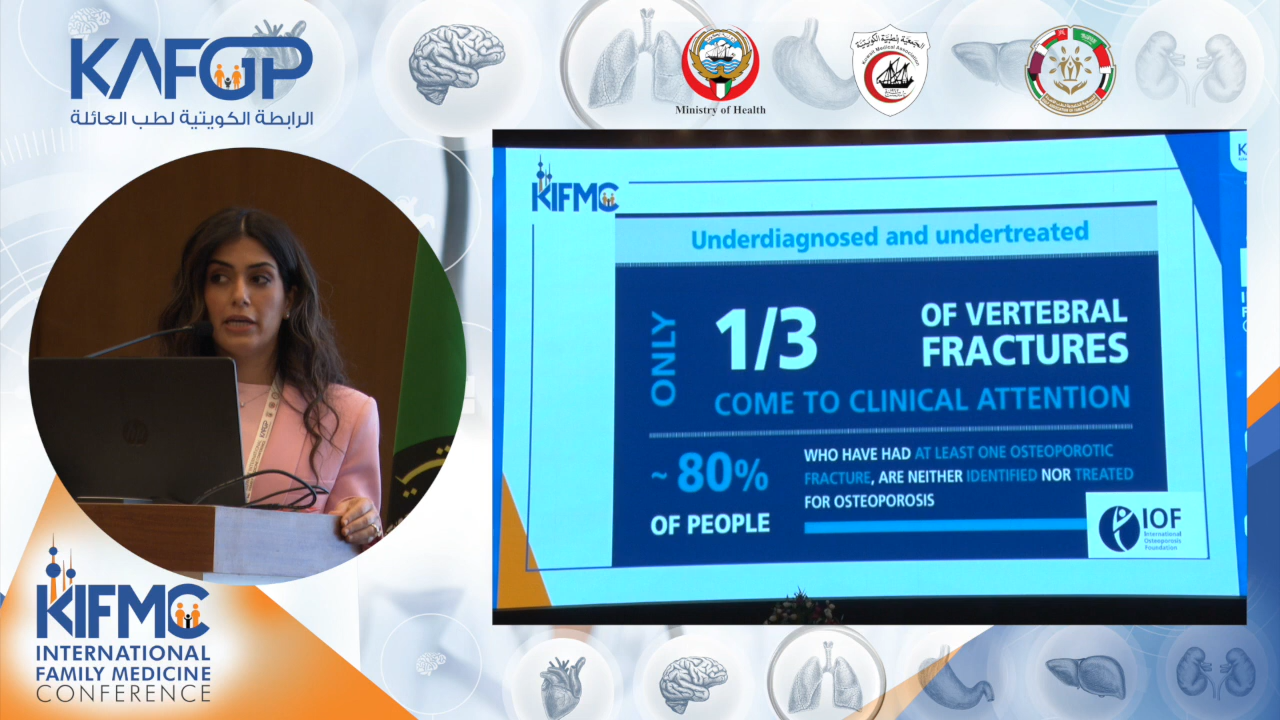 KAFGP
الرابطة الكويتية لطب العائلة
Ministry of Health
KIFMC
Underdiagnosed and undertreated
ONLY
1/3
OF VERTEBRAL
FRACTURES
COME TO CLINICAL ATTENTION
~ 80%
OF PEOPLE
WHO HAVE HAD AT LEAST ONE OSTEOPOROTIC
FRACTURE, ARE NEITHER IDENTIFIED NOR TREATED
FOR OSTEOPOROSIS
IOF
International
Osteoporosis
Foundation
hp
KIFMC
INTERNATIONAL
FAMILY MEDICINE
CONFERENCE